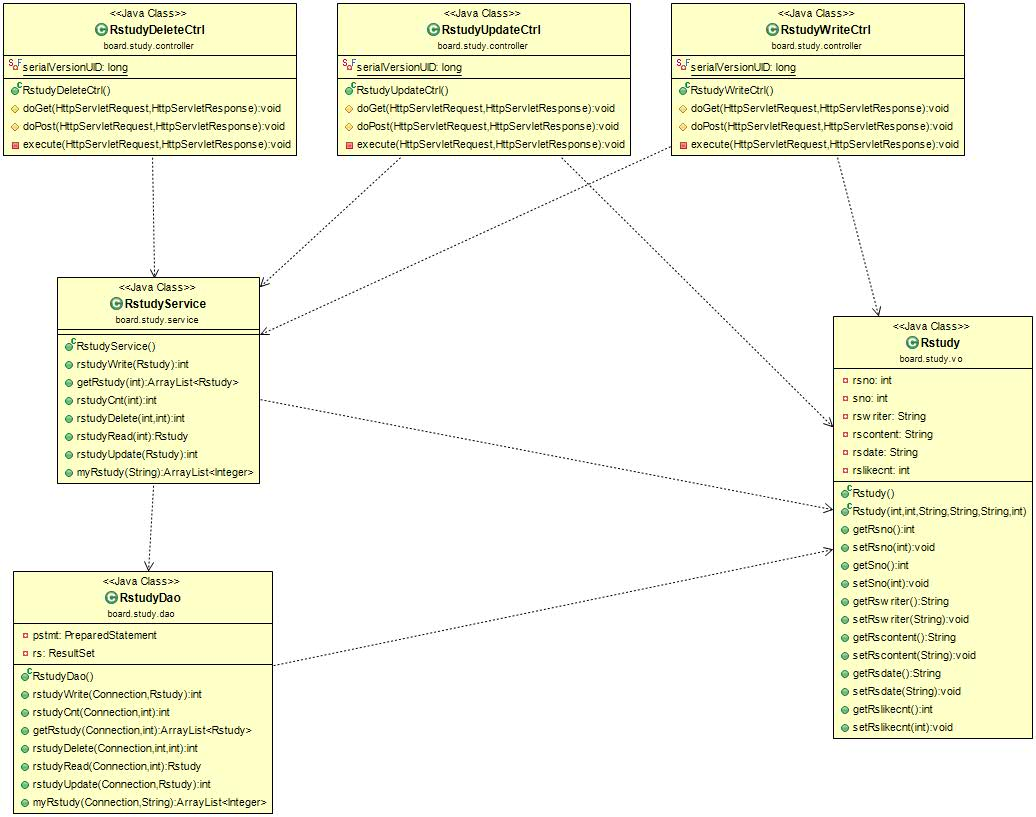 <<Java Class>>
RstudyDeleteCtrl
board.study.controller
serialVersionUID: long
RstudyDeleteCtrl()
doGet(HttpServletRequest,HttpServletResponse):void
doPost(HttpServletRequest,HttpServletResponse):void
execute(HttpServletRequest,HttpServletResponse):void
<<Java Class>>
RstudyUpdateCtrl
board.study.controller
serialVersionUID: long
RstudyUpdateCtrl()
doGet(HttpServletRequest,HttpServletResponse):void
doPost(HttpServletRequest,HttpServletResponse):void
execute(HttpServletRequest,HttpServletResponse):void
<<Java Class>>
RstudyWriteCtrl
board.study.controller
serialVersionUID: long
RstudyWriteCtrl()
doGet(HttpServletRequest,HttpServletResponse):void
doPost(HttpServletRequest,HttpServletResponse):void
execute(HttpServletRequest,HttpServletResponse):void
<<Java Class>>
RstudyService
board.study.service
RstudyService()
rstudyWrite(Rstudy):int
getRstudy(int):ArrayList<Rstudy>
rstudyCnt(int):int
rstudyDelete(int,int):int
rstudyRead(int):Rstudy
rstudyUpdate(Rstudy):int
myRstudy(String):ArrayList<Integer>
<<Java Class>>
Rstudy
board.study.vo
rsno: int
sno: int
rswriter: String
rscontent: String
rsdate: String
rslikecnt: int
Rstudy()
Rstudy(int,int,String,String,String,int)
getRsno():int
setRsno(int):void
getSno():int
setSno(int):void
getRswriter():String
setRswriter(String):void
getRscontent():String
setRscontent(String):void
getRsdate():String
setRsdate(String):void
getRslikecnt():int
setRslikecnt(int):void
<<Java Class>>
RstudyDao
board.study.dao
pstmt: PreparedStatement
rs: ResultSet
RstudyDao()
rstudyWrite(Connection,Rstudy):int
rstudyCnt(Connection,int):int
getRstudy(Connection,int):ArrayList<Rstudy>
rstudyDelete(Connection,int,int):int
rstudyRead(Connection,int):Rstudy
rstudyUpdate(Connection,Rstudy):int
myRstudy(Connection,String):ArrayList<Integer>